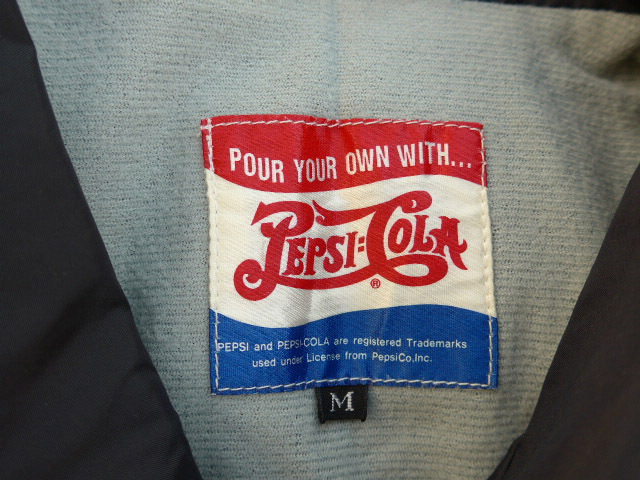 POUR YOUR OWN WITH...
PEPSI:COLA
®
PEPSI and PEPSI-COLA are registered Trademarks
used under License from PepsiCo.Inc.
M